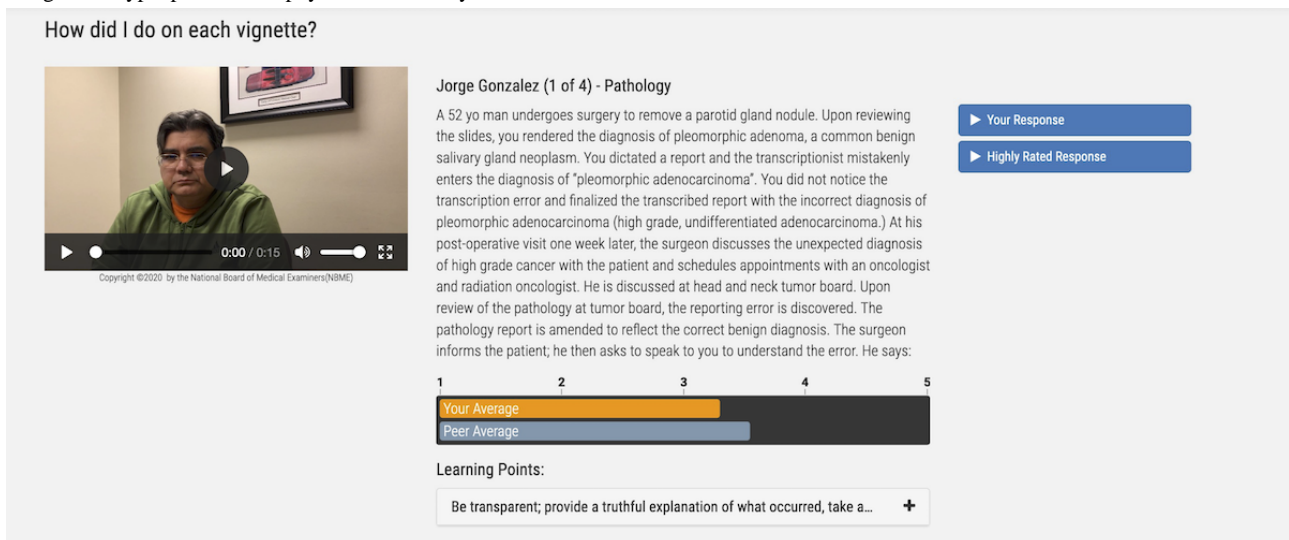 How did I do on each vignette?
Jorge Gonzalez (1 of 4) - Pathology
A 52 yo man undergoes surgery to remove a parotid gland nodule. Upon reviewing
the slides, you rendered the diagnosis of pleomorphic adenoma, a common benign
salivary gland neoplasm. You dictated a report and the transcriptionist mistakenly
enters the diagnosis of "pleomorphic adenocarcinoma". You did not notice the
transcription error and finalized the transcribed report with the incorrect diagnosis of
pleomorphic adenocarcinoma (high grade, undifferentiated adenocarcinoma.) At his
post-operative visit one week later, the surgeon discusses the unexpected diagnosis
of high grade cancer with the patient and schedules appointments with an oncologist
and radiation oncologist. He is discussed at head and neck tumor board. Upon
review of the pathology at tumor board, the reporting error is discovered. The
pathology report is amended to reflect the correct benign diagnosis. The surgeon
informs the patient; he then asks to speak to you to understand the error. He says:
0:00 / 0:15
Copyright ©2020 by the National Board of Medical Examiners(NBME)
Your Response
Highly Rated Response
1 2 3 4 5
Your Average
Peer Average
Learning Points:
Be transparent; provide a truthful explanation of what occurred, take a...